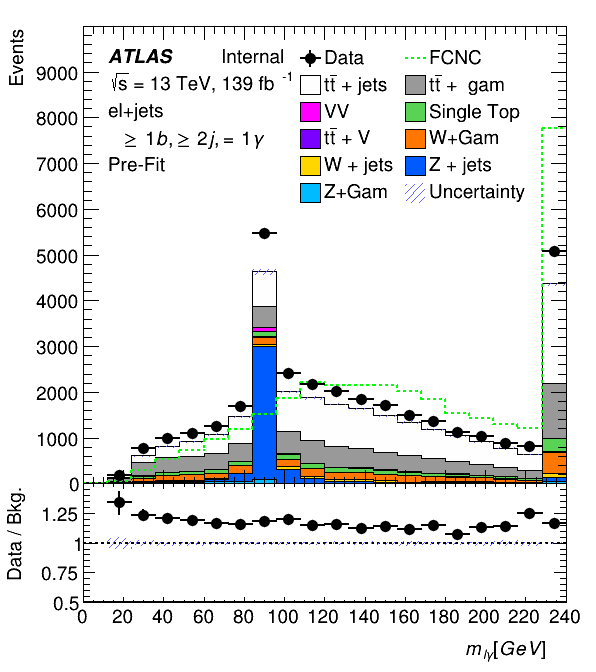 Events
ATLAS Internal
√s = 13 TeV, 139 fb⁻¹
el+jets
≥ 1b, ≥ 2j, = 1γ
Pre-Fit
Data
FCNC
tt̄ + jets
tt̄ + gam
VV
Single Top
tt̄ + V
W+Gam
W + jets
Z + jets
Z+Gam
Uncertainty
9000
8000
7000
6000
5000
4000
3000
2000
1000
0
Data / Bkg.
1.25
1
0.75
0.5
0 20 40 60 80 100 120 140 160 180 200 220 240
m_lγ[GeV]